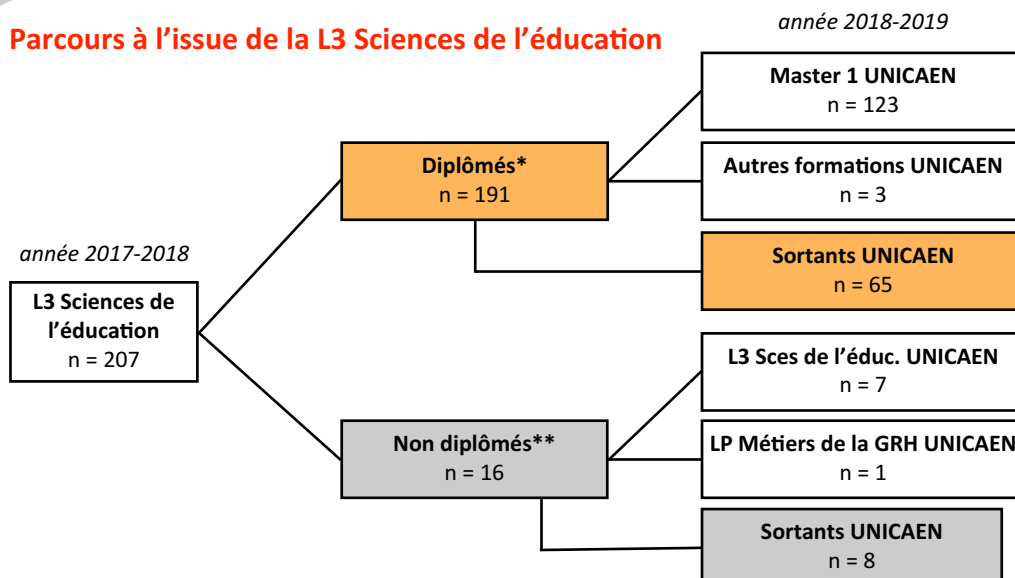 Parcours à l'issue de la L3 Sciences de l'éducation
année 2018-2019
Master 1 UNICAEN
n = 123
Diplômés*
n = 191
Autres formations UNICAEN
n = 3
année 2017-2018
Sortants UNICAEN
n = 65
L3 Sciences de
l'éducation
n = 207
L3 Sces de l'éduc. UNICAEN
n = 7
Non diplômés**
n = 16
LP Métiers de la GRH UNICAEN
n = 1
Sortants UNICAEN
n = 8